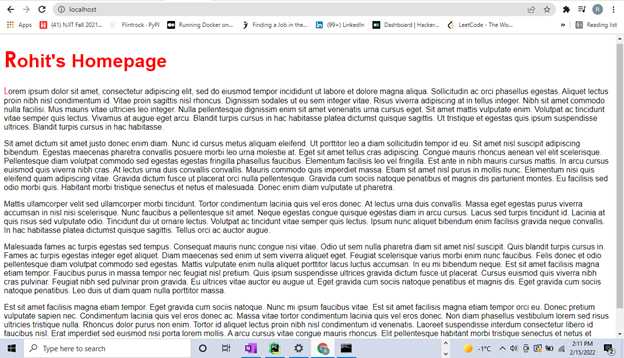 localhost
Apps (41) NJIT Fall 2021... Flintrock · PyPI Running Docker on... Finding a Job in the... (99+) LinkedIn Dashboard | Hacker... LeetCode - The Wo... » Reading list
Rohit's Homepage
Lorem ipsum dolor sit amet, consectetur adipiscing elit, sed do eiusmod tempor incididunt ut labore et dolore magna aliqua. Sollicitudin ac orci phasellus egestas. Aliquet lectus
proin nibh nisl condimentum id. Vitae proin sagittis nisl rhoncus. Dignissim sodales ut eu sem integer vitae. Risus viverra adipiscing at in tellus integer. Nibh sit amet commodo
nulla facilisi. Mus mauris vitae ultricies leo integer. Nulla pellentesque dignissim enim sit amet venenatis urna cursus eget. Sit amet mattis vulputate enim. Volutpat ac tincidunt
vitae semper quis lectus. Vivamus at augue eget arcu. Blandit turpis cursus in hac habitasse platea dictumst quisque sagittis. Ut tristique et egestas quis ipsum suspendisse
ultrices. Blandit turpis cursus in hac habitasse.
Sit amet dictum sit amet justo donec enim diam. Nunc id cursus metus aliquam eleifend. Ut porttitor leo a diam sollicitudin tempor id eu. Sit amet nisl suscipit adipiscing
bibendum. Egestas maecenas pharetra convallis posuere morbi leo urna molestie at. Eget sit amet tellus cras adipiscing. Congue mauris rhoncus aenean vel elit scelerisque.
Pellentesque diam volutpat commodo sed egestas egestas fringilla phasellus faucibus. Elementum facilisis leo vel fringilla. Est ante in nibh mauris cursus mattis. In arcu cursus
euismod quis viverra nibh cras. At lectus urna duis convallis convallis. Mauris commodo quis imperdiet massa. Etiam sit amet nisl purus in mollis nunc. Elementum nisi quis
eleifend quam adipiscing vitae. Gravida dictum fusce ut placerat orci nulla pellentesque. Gravida cum sociis natoque penatibus et magnis dis parturient montes. Eu facilisis sed
odio morbi quis. Habitant morbi tristique senectus et netus et malesuada. Donec enim diam vulputate ut pharetra.
Mattis ullamcorper velit sed ullamcorper morbi tincidunt. Tortor condimentum lacinia quis vel eros donec. At lectus urna duis convallis. Massa eget egestas purus viverra
accumsan in nisl nisi scelerisque. Nunc faucibus a pellentesque sit amet. Neque egestas congue quisque egestas diam in arcu cursus. Lacus sed turpis tincidunt id. Lacinia at
quis risus sed vulputate odio. Tincidunt dui ut ornare lectus. Volutpat ac tincidunt vitae semper quis lectus. Ipsum nunc aliquet bibendum enim facilisis gravida neque convallis.
In hac habitasse platea dictumst quisque sagittis. Tellus orci ac auctor augue.
Malesuada fames ac turpis egestas sed tempus. Consequat mauris nunc congue nisi vitae. Odio ut sem nulla pharetra diam sit amet nisl suscipit. Quis blandit turpis cursus in.
Fames ac turpis egestas integer eget aliquet. Diam maecenas sed enim ut sem viverra aliquet eget. Feugiat scelerisque varius morbi enim nunc faucibus. Felis donec et odio
pellentesque diam volutpat commodo sed egestas. Mattis vulputate enim nulla aliquet porttitor lacus luctus accumsan. In eu mi bibendum neque. Est sit amet facilisis magna
etiam tempor. Faucibus purus in massa tempor nec feugiat nisl pretium. Quis ipsum suspendisse ultrices gravida dictum fusce ut placerat. Cursus euismod quis viverra nibh
cras pulvinar. Feugiat nibh sed pulvinar proin gravida. Eu ultrices vitae auctor eu augue ut. Eget gravida cum sociis natoque penatibus et magnis dis. Eget gravida cum sociis
natoque penatibus. Leo duis ut diam quam nulla porttitor massa.
Est sit amet facilisis magna etiam tempor. Eget gravida cum sociis natoque. Nunc mi ipsum faucibus vitae. Est sit amet facilisis magna etiam tempor orci eu. Donec pretium
vulputate sapien nec. Condimentum lacinia quis vel eros donec ac. Massa vitae tortor condimentum lacinia quis vel eros donec. Non diam phasellus vestibulum lorem sed risus
ultricies tristique nulla. Rhoncus dolor purus non enim. Tortor id aliquet lectus proin nibh nisl condimentum id venenatis. Laoreet suspendisse interdum consectetur libero id
faucibus nisl. Erat imperdiet sed euismod nisi porta lorem mollis. A arcu cursus vitae congue mauris rhoncus. Elit pellentesque habitant morbi tristique senectus et netus et
Type here to search -1°C 2:11 PM
2/15/2022